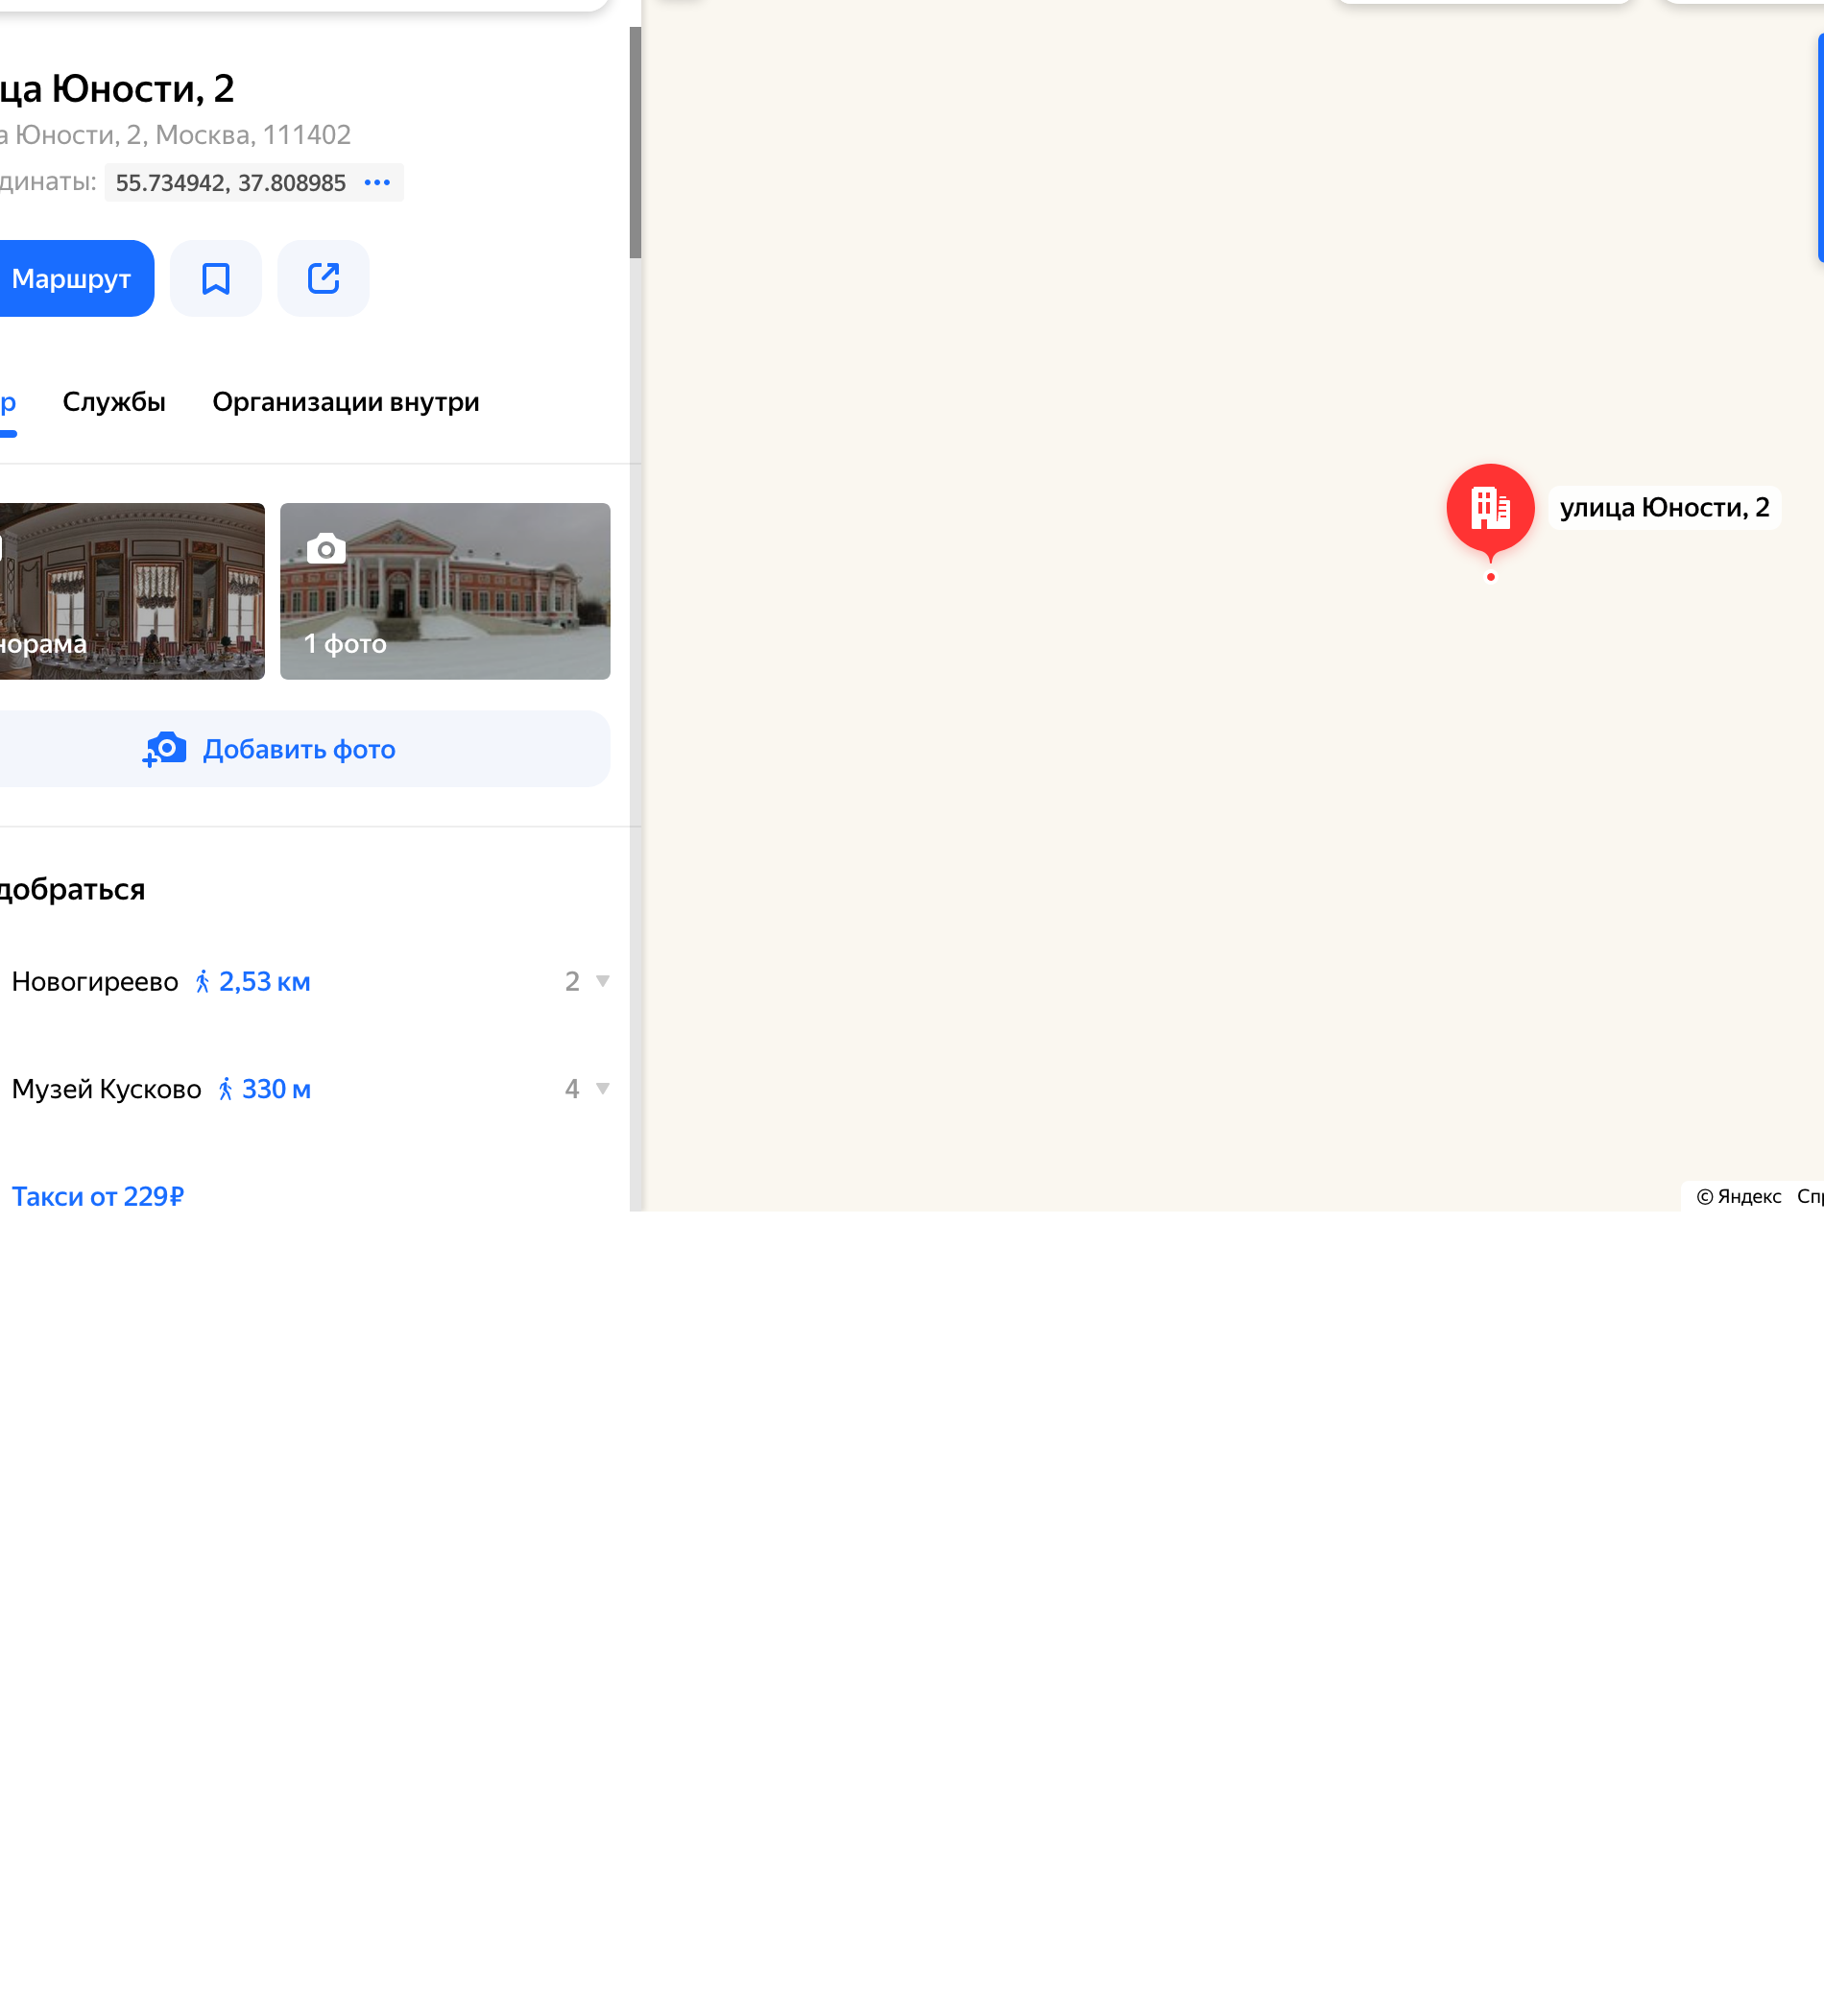 ца Юности, 2
а Юности, 2, Москва, 111402
динаты: 55.734942, 37.808985
Маршрут
р Службы Организации внутри
норама
1 фото
Добавить фото
добраться
Новогиреево 2,53 км 2
Музей Кусково 330 м 4
Такси от 229₽
улица Юности, 2
© Яндекс Спр